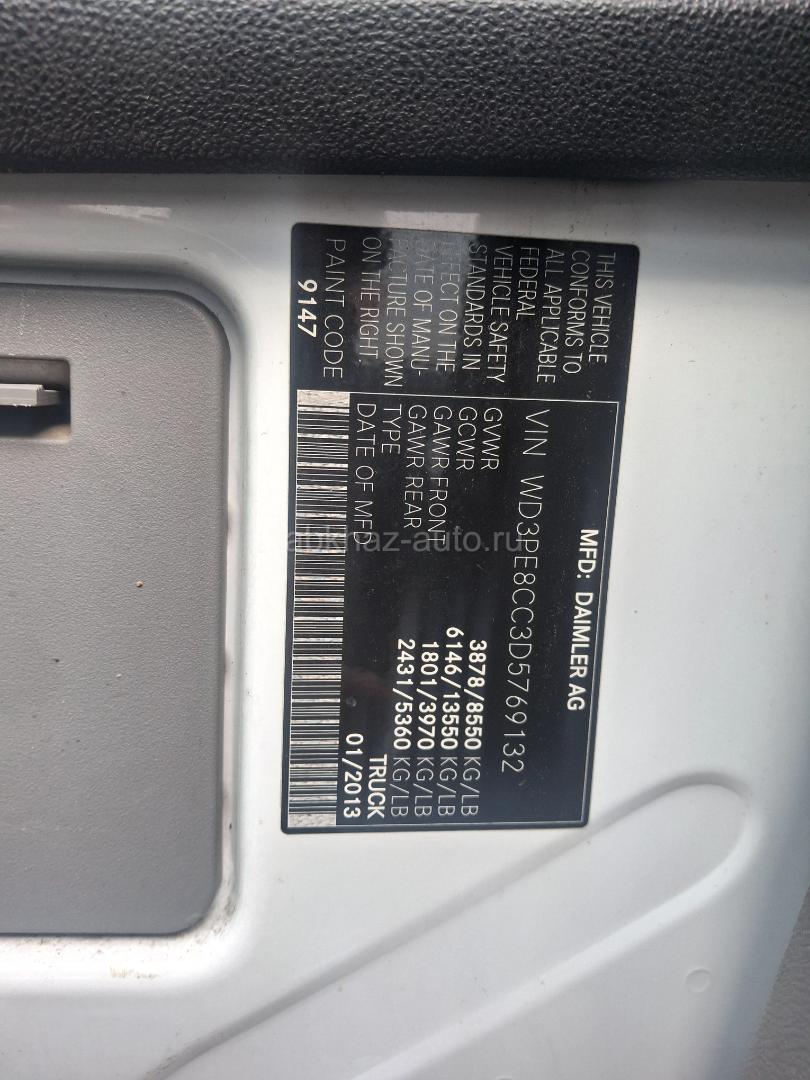 MFD: DAIMLER AG
VIN WD3PE8CC3D5769132
GVWR 3878/8550 KG/LB
GCWR 6146/13550 KG/LB
GAWR FRONT 1801/3970 KG/LB
GAWR REAR 2431/5360 KG/LB
TYPE TRUCK
DATE OF MFD 01/2013
THIS VEHICLE
CONFORMS TO
ALL APPLICABLE
FEDERAL
VEHICLE SAFETY
STANDARDS IN
EFFECT ON THE
DATE OF MANU-
FACTURE SHOWN
ON THE RIGHT
PAINT CODE
9147
abkhaz-auto.ru